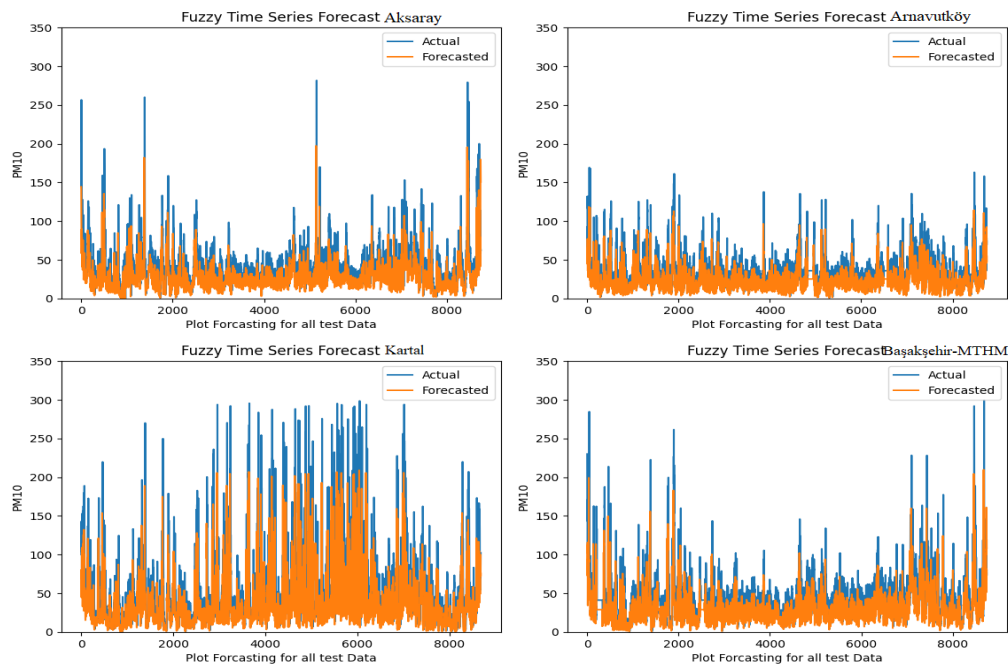 Fuzzy Time Series Forecast Aksaray
350
300
250
200
150
100
50
0
PM10
Actual
Forecasted
0 2000 4000 6000 8000
Plot Forcasting for all test Data
Fuzzy Time Series Forecast Arnavutköy
350
300
250
200
150
100
50
0
PM10
Actual
Forecasted
0 2000 4000 6000 8000
Plot Forcasting for all test Data
Fuzzy Time Series Forecast Kartal
350
300
250
200
150
100
50
0
PM10
Actual
Forecasted
0 2000 4000 6000 8000
Plot Forcasting for all test Data
Fuzzy Time Series Forecast Başakşehir-MTHM
350
300
250
200
150
100
50
0
PM10
Actual
Forecasted
0 2000 4000 6000 8000
Plot Forcasting for all test Data